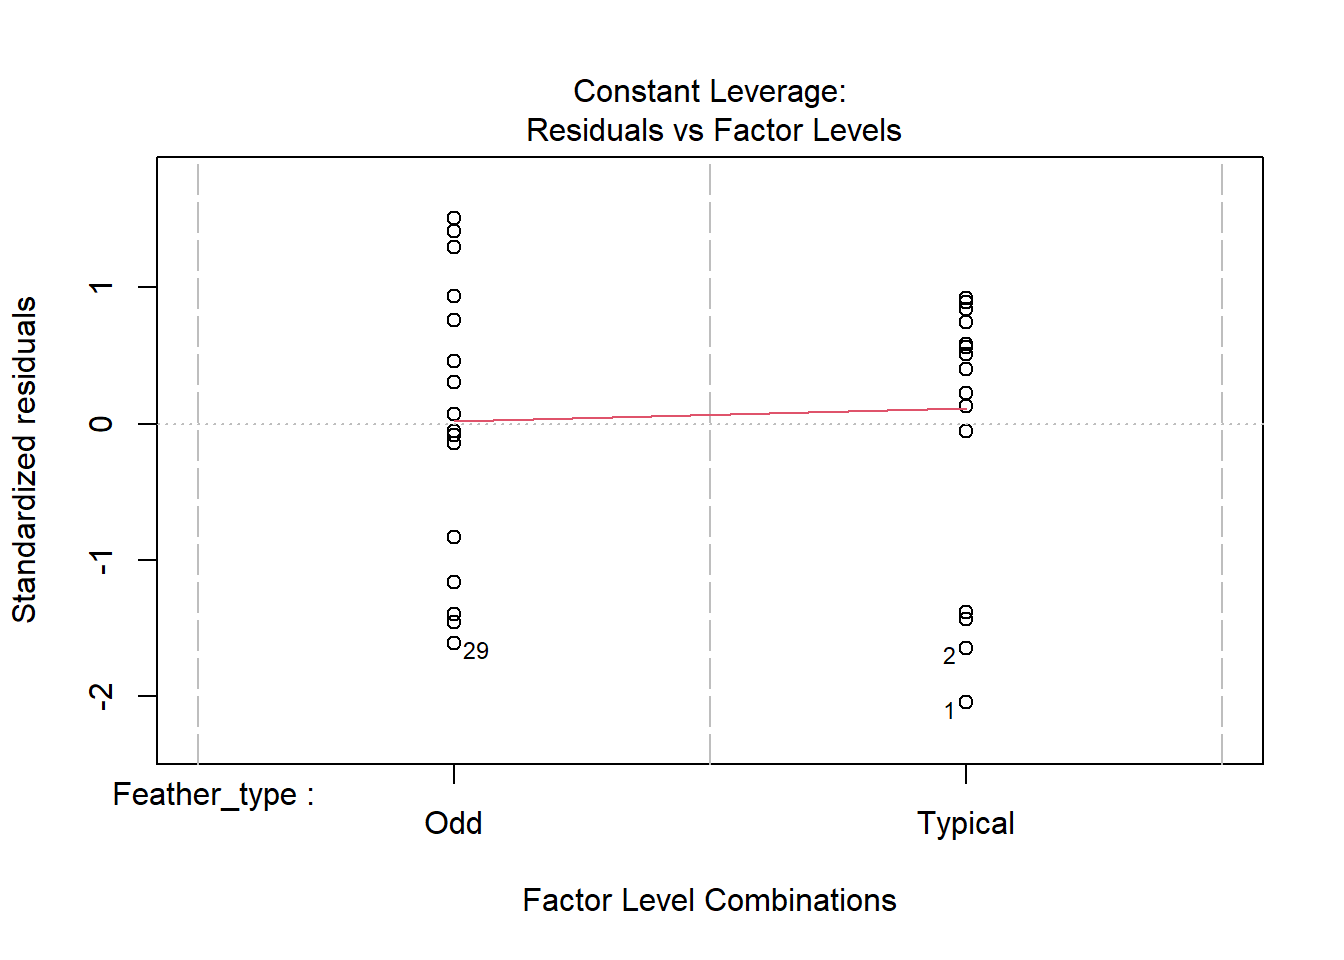 Constant Leverage:
Residuals vs Factor Levels
Standardized residuals
1
0
-1
-2
29
2
1
Feather_type :
Odd
Typical
Factor Level Combinations